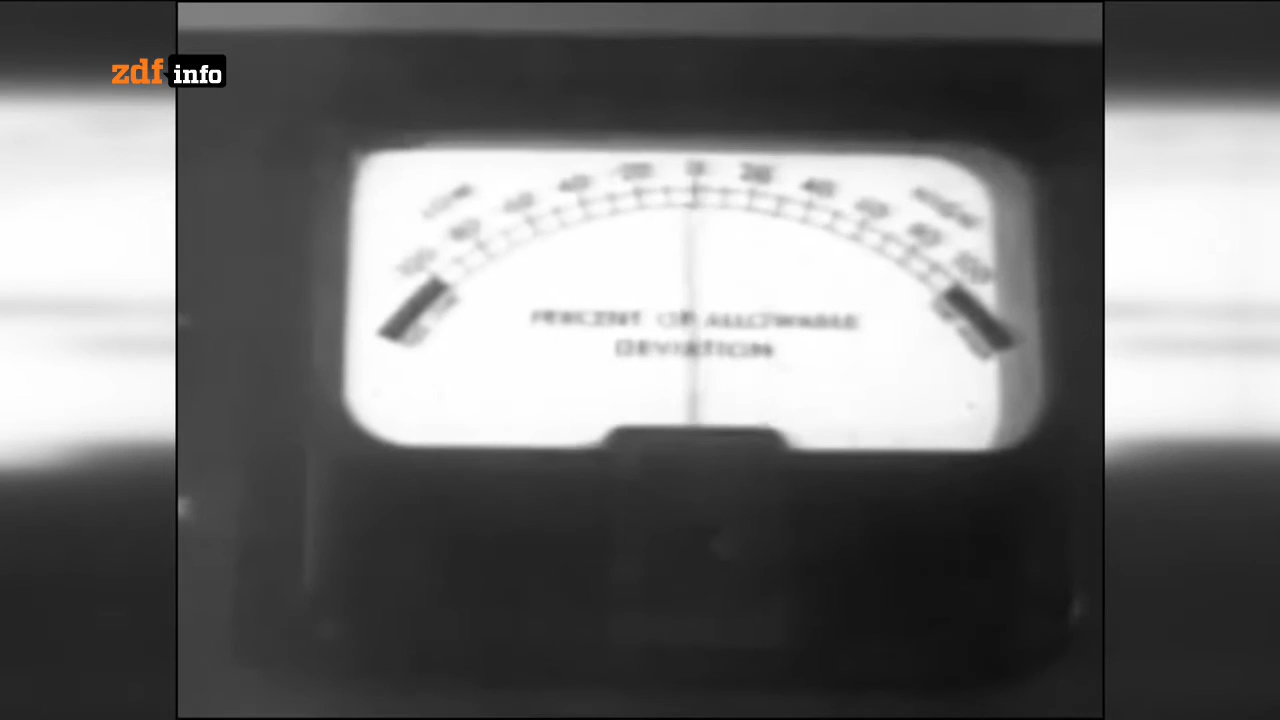 zdf info
LOW
HIGH
100 80 60 40 20 0 20 40 60 80 100
PERCENT OF ALLOWABLE
DEVIATION